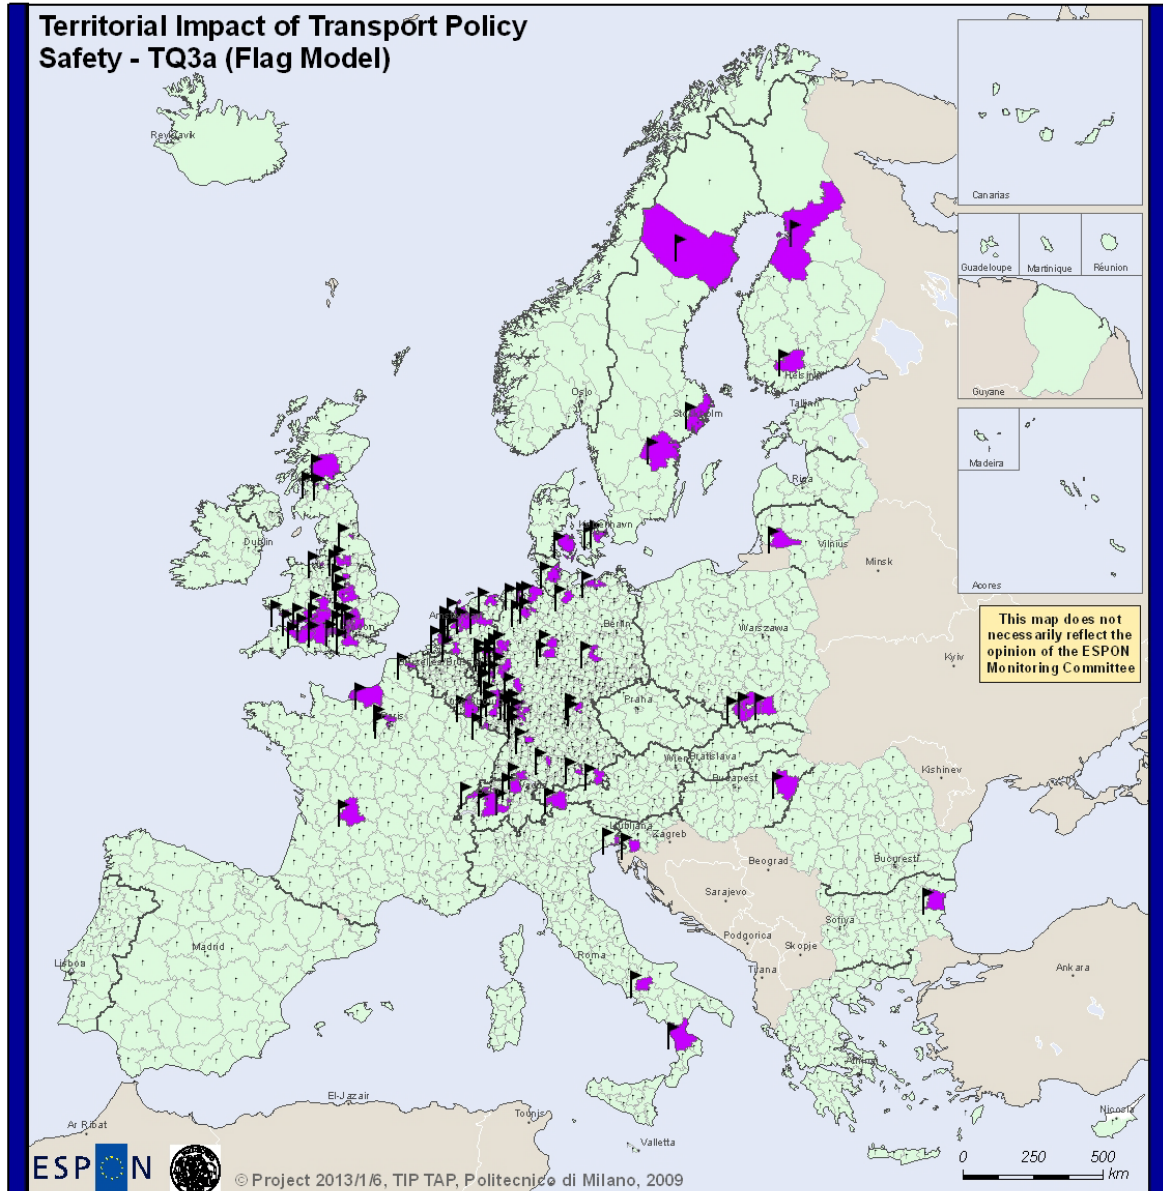 Territorial Impact of Transport Policy
Safety - TQ3a (Flag Model)
Reykjavik
Canarias
Guadeloupe
Martinique
Réunion
Guyane
Madeira
Acores
This map does not
necessarily reflect the
opinion of the ESPON
Monitoring Committee
Oslo
Helsinki
Stockholm
Tallinn
Riga
Dublin
Vilnius
Minsk
Berlin
Warszawa
Kyiv
Praha
Wien
Bratislava
Budapest
Kishinev
Ljubljana
Zagreb
Beograd
Bucuresti
Sarajevo
Sofiya
Podgorica
Skopje
Tirana
Madrid
Lisboa
Roma
Ankara
El-Jazair
Tounis
Ar Ribat
Valletta
Nicosia
0 250 500
km
ESPON
© Project 2013/1/6, TIP TAP, Politecnico di Milano, 2009